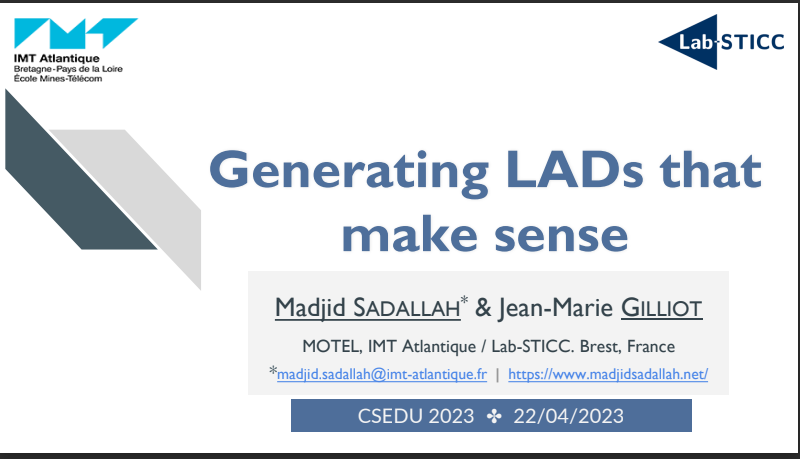 IMT Atlantique
Bretagne-Pays de la Loire
École Mines-Télécom
Lab-STICC
Generating LADs that
make sense
Madjid SADALLAH* & Jean-Marie GILLIOT
MOTEL, IMT Atlantique / Lab-STICC. Brest, France
*madjid.sadallah@imt-atlantique.fr | https://www.madjidsadallah.net/
CSEDU 2023 ✤ 22/04/2023